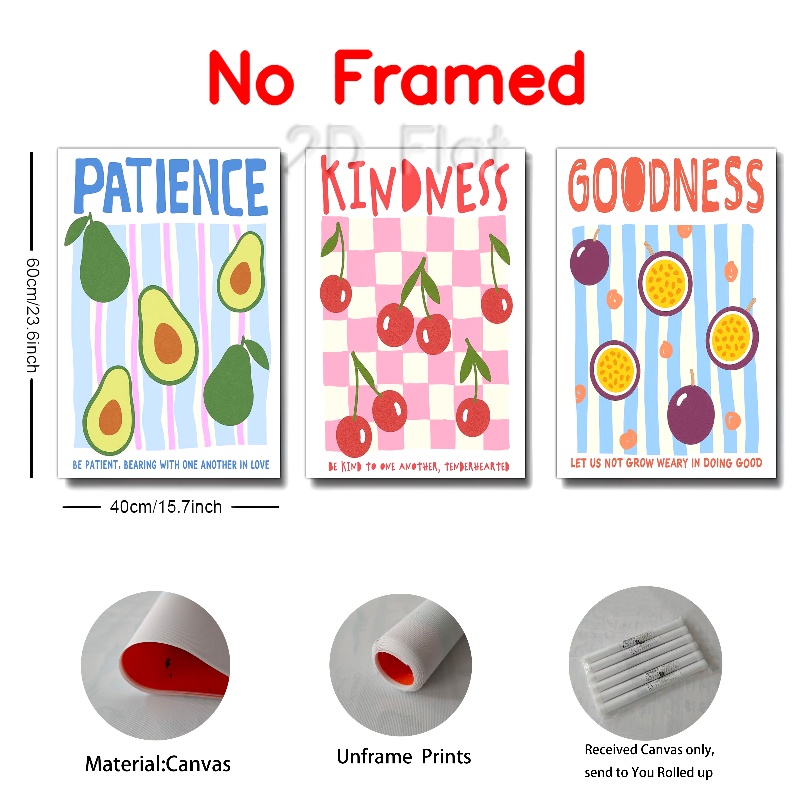 No Framed
2D Flat
PATIENCE
KINDNESS
GOODNESS
60cm/23.6inch
BE PATIENT, BEARING WITH ONE ANOTHER IN LOVE
BE KIND TO ONE ANOTHER, TENDERHEARTED
LET US NOT GROW WEARY IN DOING GOOD
40cm/15.7inch
Material:Canvas
Unframe Prints
Received Canvas only,
send to You Rolled up